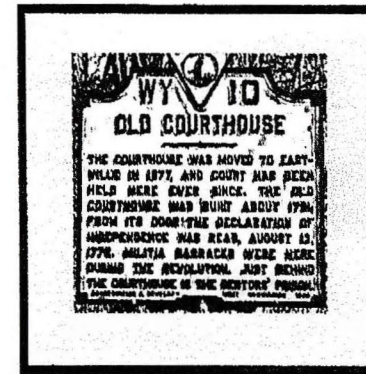 WY 10
OLD COURTHOUSE
THE COURTHOUSE WAS MOVED TO EAST-
VILLE IN 1677, AND COURT HAS BEEN
HELD HERE EVER SINCE. THE OLD
COURTHOUSE WAS BUILT ABOUT
FROM ITS DOOR THE DECLARATION OF
INDEPENDENCE WAS READ, AUGUST 13,
1776. MILITIA BARRACKS WERE HERE
DURING THE REVOLUTION. JUST BEHIND
THE COURTHOUSE IS THE DEBTORS' PRISON.